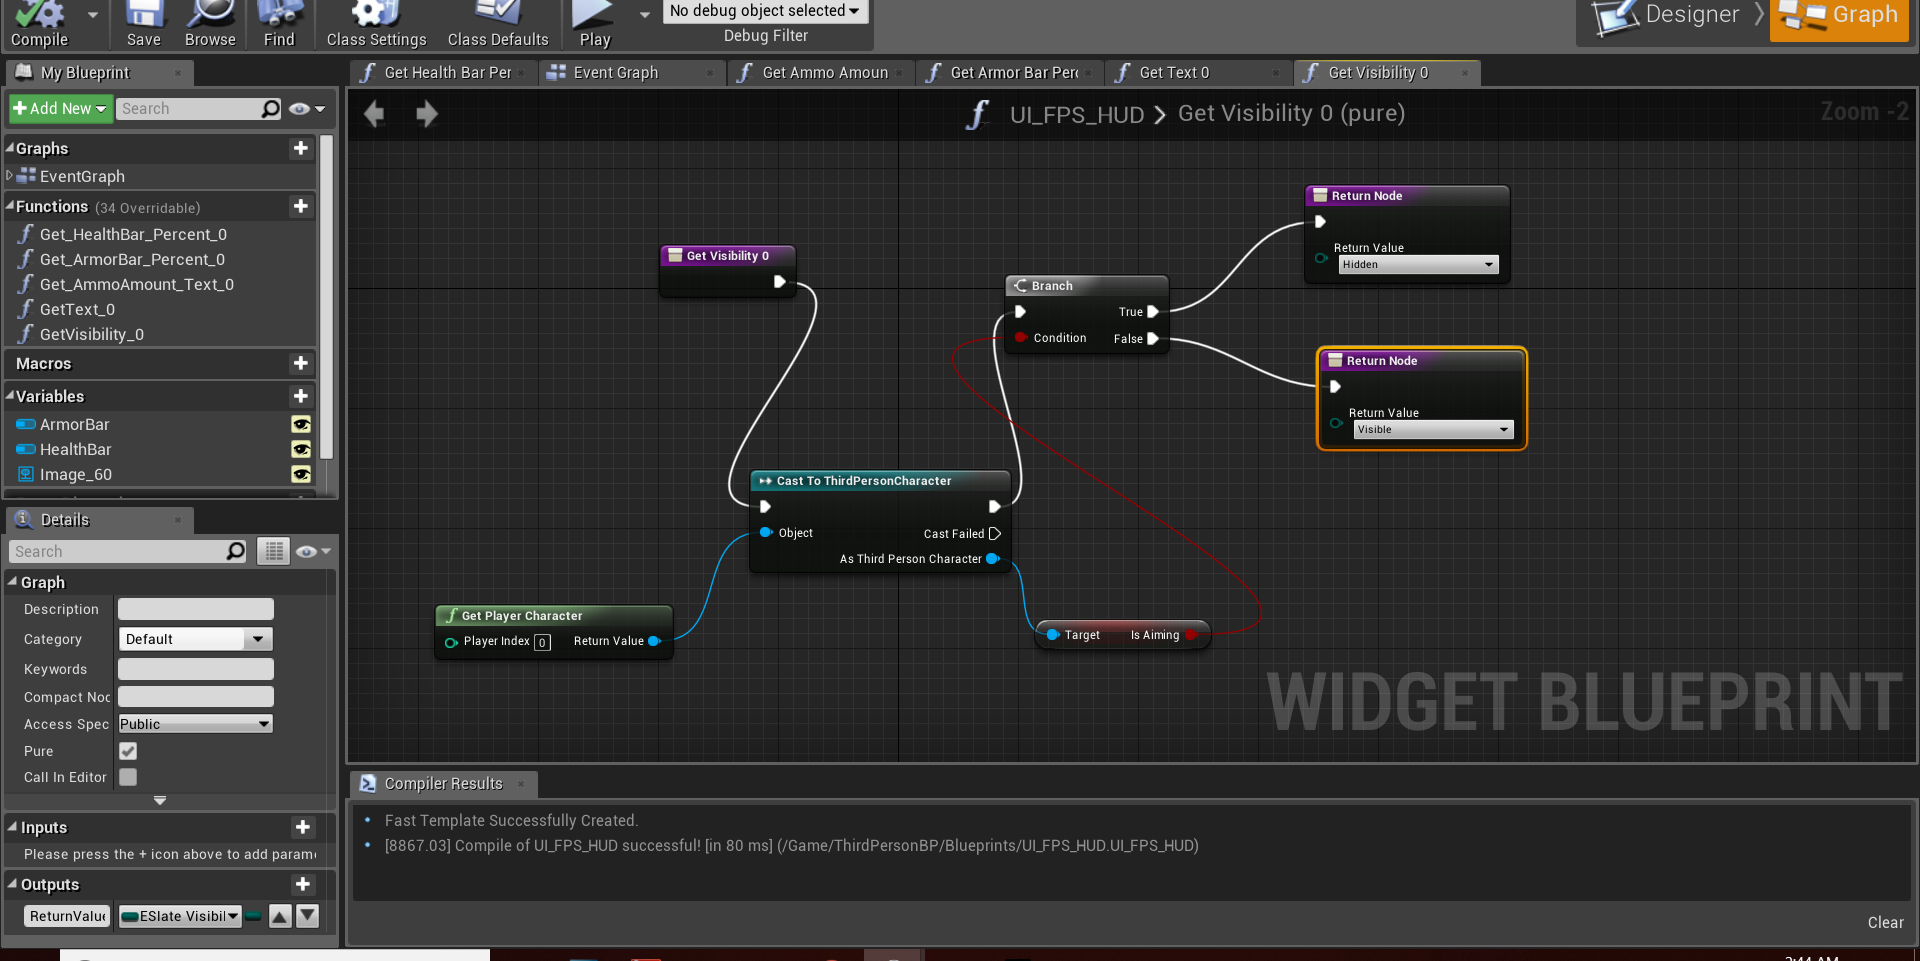 Compile
Save
Browse
Find
Class Settings
Class Defaults
Play
No debug object selected
Debug Filter
Designer
Graph
My Blueprint
Get Health Bar Per
Event Graph
Get Ammo Amoun
Get Armor Bar Per
Get Text 0
Get Visibility 0
Add New
Search
UI_FPS_HUD > Get Visibility 0 (pure)
Zoom -2
Graphs
EventGraph
Functions (34 Overridable)
Get_HealthBar_Percent_0
Get_ArmorBar_Percent_0
Get_AmmoAmount_Text_0
GetText_0
GetVisibility_0
Macros
Variables
ArmorBar
HealthBar
Image_60
Get Visibility 0
Branch
True
Condition
False
Return Node
Return Value
Hidden
Return Node
Return Value
Visible
Cast To ThirdPersonCharacter
Object
Cast Failed
As Third Person Character
Get Player Character
Player Index 0
Return Value
Target
Is Aiming
WIDGET BLUEPRINT
Details
Search
Graph
Description
Category
Default
Keywords
Compact Noc
Access Spec
Public
Pure
Call In Editor
Inputs
Please press the + icon above to add parame
Outputs
ReturnValue
ESlate Visibil
Compiler Results
• Fast Template Successfully Created.
• [8867.03] Compile of UI_FPS_HUD successful! [in 80 ms] (/Game/ThirdPersonBP/Blueprints/UI_FPS_HUD.UI_FPS_HUD)
Clear